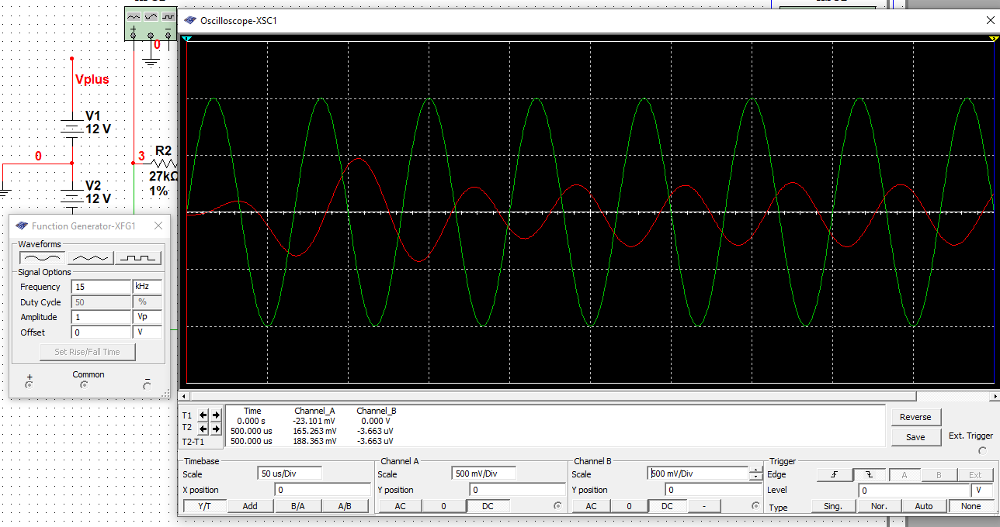 Oscilloscope-XSC1
0
Vplus
V1
12 V
0
3
R2
27kΩ
1%
V2
12 V
Function Generator-XFG1
Waveforms
Signal Options
Frequency 15 kHz
Duty Cycle 50 %
Amplitude 1 Vp
Offset 0 V
Set Rise/Fall Time
+ Common −
Time Channel_A Channel_B
T1 0.000 s -23.101 mV 0.000 V
T2 500.000 us 165.263 mV -3.663 uV
T2-T1 500.000 us 188.363 mV -3.663 uV
Reverse
Save
Ext. Trigger
Timebase
Scale 50 us/Div
X position 0
Y/T Add B/A A/B
Channel A
Scale 500 mV/Div
Y position 0
AC 0 DC
Channel B
Scale 500 mV/Div
Y position 0
AC 0 DC -
Trigger
Edge A B Ext
Level 0 V
Type Sing. Nor. Auto None